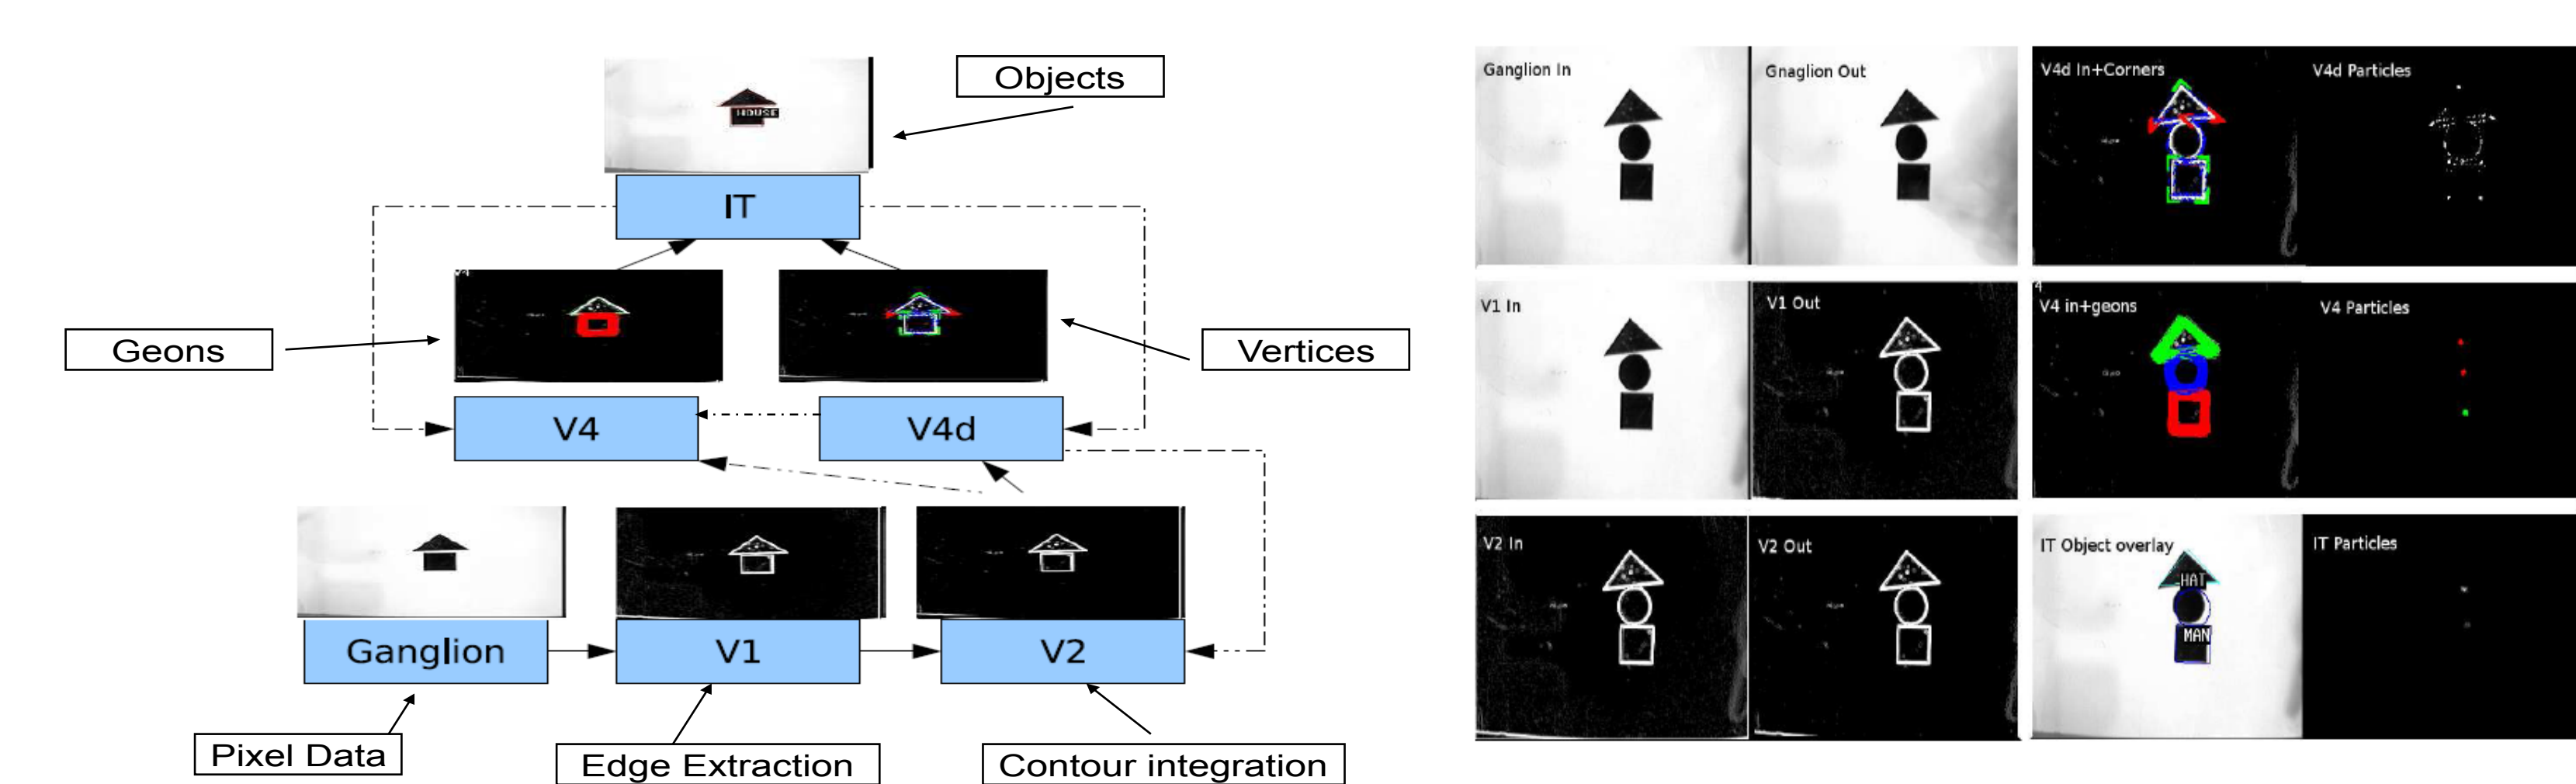 Objects
HOUSE
IT
V4
Geons
Vertices
V4
V4d
Ganglion
V1
V2
Pixel Data
Edge Extraction
Contour integration
Ganglion In
Gnaglion Out
V4d In+Corners
V4d Particles
V1 In
V1 Out
4
V4 in+geons
V4 Particles
V2 In
V2 Out
IT Object overlay
HAT
MAN
IT Particles